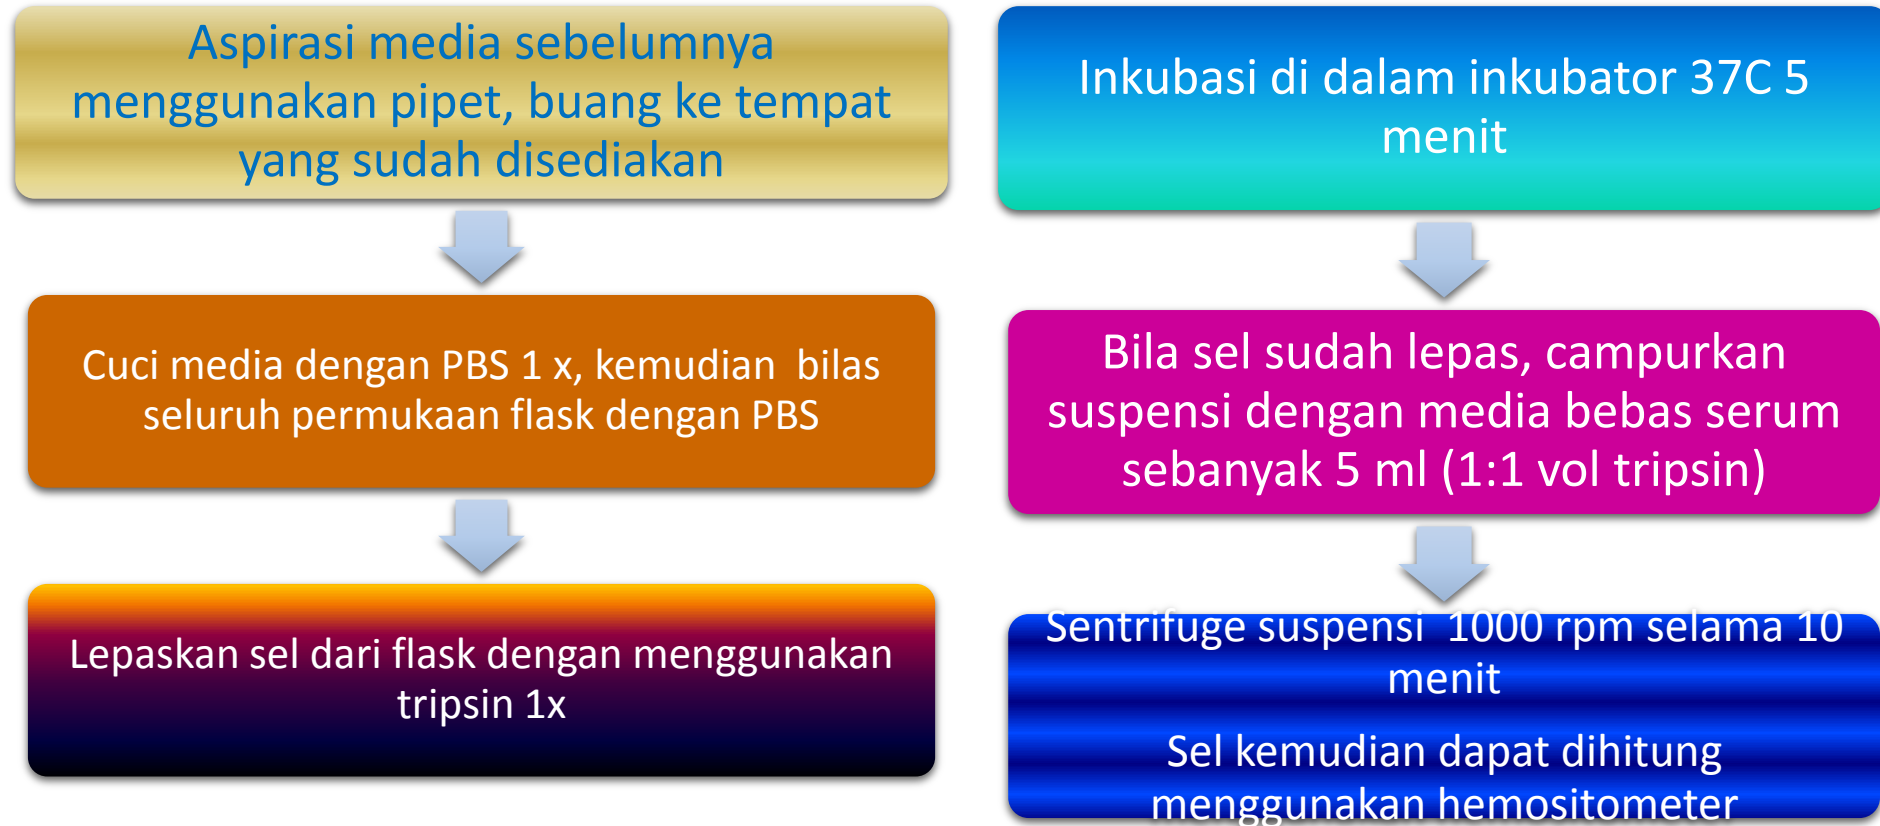 Aspirasi media sebelumnya
menggunakan pipet, buang ke tempat
yang sudah disediakan
Cuci media dengan PBS 1 x, kemudian  bilas
seluruh permukaan flask dengan PBS
Lepaskan sel dari flask dengan menggunakan
tripsin 1x
Inkubasi di dalam inkubator 37C 5
menit
Bila sel sudah lepas, campurkan
suspensi dengan media bebas serum
sebanyak 5 ml (1:1 vol tripsin)
Sentrifuge suspensi  1000 rpm selama 10
menit
Sel kemudian dapat dihitung
menggunakan hemositometer